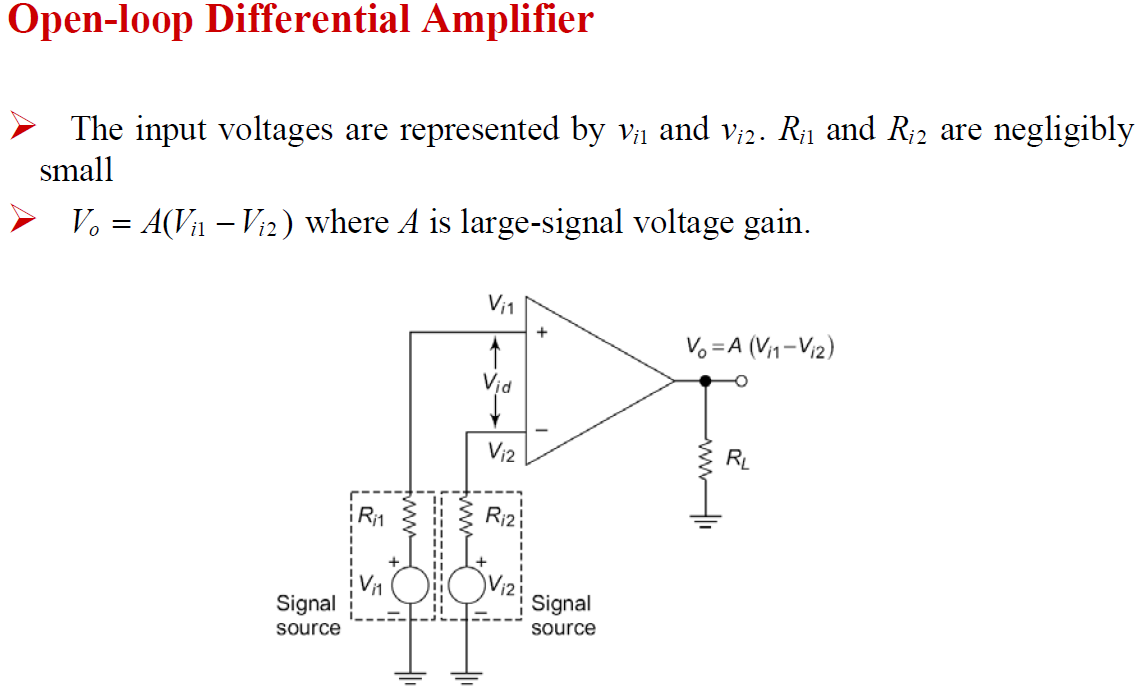 Open-loop Differential Amplifier
➤ The input voltages are represented by vi1 and vi2. Ri1 and Ri2 are negligibly
small
➤ Vo = A(Vi1 – Vi2) where A is large-signal voltage gain.
Vi1
+
Vo = A (Vi1–Vi2)
Vid
–
Vi2
RL
Ri1
Ri2
+
+
Vi1
Vi2
–
–
Signal
source
Signal
source